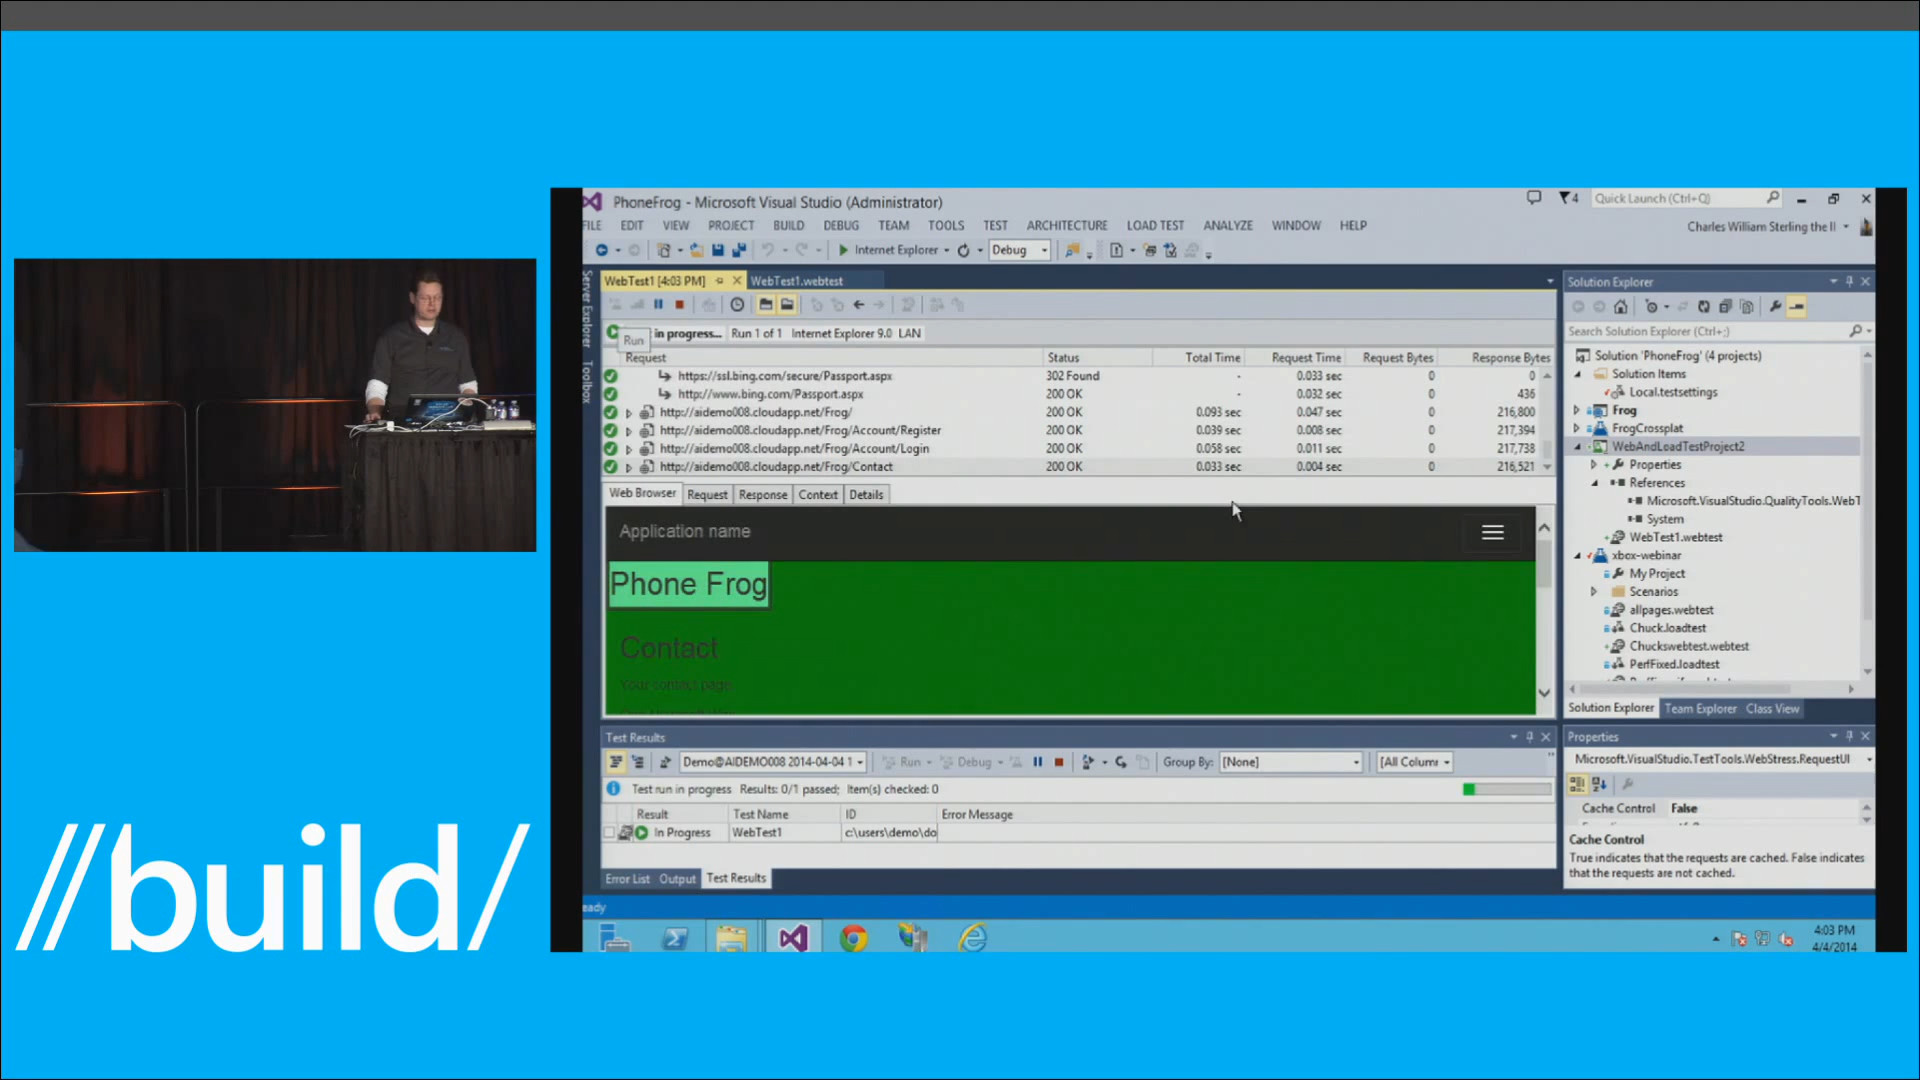 PhoneFrog - Microsoft Visual Studio (Administrator)
4
Quick Launch (Ctrl+Q)
FILE EDIT VIEW PROJECT BUILD DEBUG TEAM TOOLS TEST ARCHITECTURE LOAD TEST ANALYZE WINDOW HELP
Charles William Sterling the II
Internet Explorer
Debug
Server Explorer
Toolbox
WebTest1 [4:03 PM]
WebTest1.webtest
Run
in progress... Run 1 of 1 Internet Explorer 9.0 LAN
Request Status Total Time Request Time Request Bytes Response Bytes
https://ssl.bing.com/secure/Passport.aspx 302 Found - 0.033 sec 0 0
http://www.bing.com/Passport.aspx 200 OK - 0.032 sec 0 436
http://aidemo008.cloudapp.net/Frog/ 200 OK 0.093 sec 0.047 sec 0 216,800
http://aidemo008.cloudapp.net/Frog/Account/Register 200 OK 0.039 sec 0.008 sec 0 217,394
http://aidemo008.cloudapp.net/Frog/Account/Login 200 OK 0.058 sec 0.011 sec 0 217,738
http://aidemo008.cloudapp.net/Frog/Contact 200 OK 0.033 sec 0.004 sec 0 216,521
Web Browser Request Response Context Details
Application name
Phone Frog
Contact
Your contact page.
Test Results
Demo@AIDEMO008 2014-04-04 1
Run
Debug
Group By: [None]
[All Colum
Test run in progress Results: 0/1 passed; Item(s) checked: 0
Result Test Name ID Error Message
In Progress WebTest1 c:\users\demo\do
Error List Output Test Results
Solution Explorer
Search Solution Explorer (Ctrl+;)
Solution 'PhoneFrog' (4 projects)
Solution Items
Local.testsettings
Frog
FrogCrossplat
WebAndLoadTestProject2
Properties
References
Microsoft.VisualStudio.QualityTools.WebT
System
WebTest1.webtest
xbox-webinar
My Project
Scenarios
allpages.webtest
Chuck.loadtest
Chuckswebtest.webtest
PerfFixed.loadtest
Solution Explorer Team Explorer Class View
Properties
Microsoft.VisualStudio.TestTools.WebStress.RequestUI
Cache Control False
Cache Control
True indicates that the requests are cached. False indicates
that the requests are not cached.
eady
4:03 PM
4/4/2014
//build/